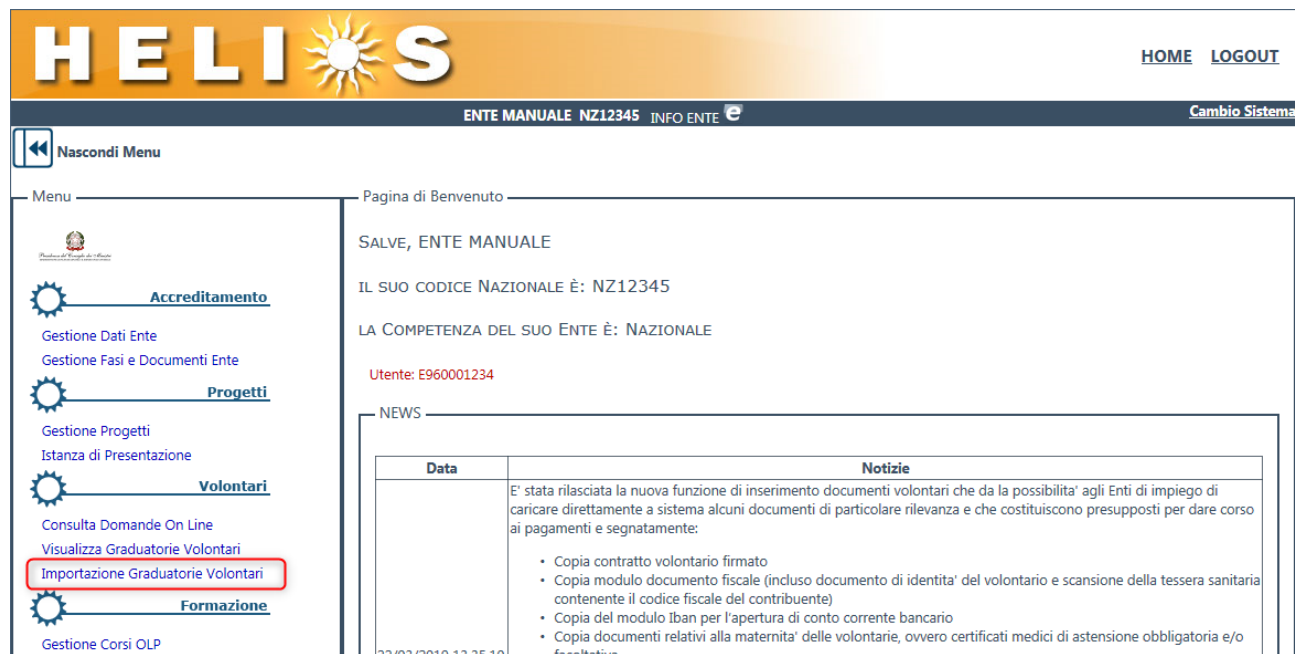 HELIOS
HOME LOGOUT
ENTE MANUALE NZ12345 INFO ENTE e
Cambio Sistema
Nascondi Menu
Menu
Accreditamento
Gestione Dati Ente
Gestione Fasi e Documenti Ente
Progetti
Gestione Progetti
Istanza di Presentazione
Volontari
Consulta Domande On Line
Visualizza Graduatorie Volontari
Importazione Graduatorie Volontari
Formazione
Gestione Corsi OLP
Pagina di Benvenuto
SALVE, ENTE MANUALE
IL SUO CODICE NAZIONALE È: NZ12345
LA COMPETENZA DEL SUO ENTE È: NAZIONALE
Utente: E960001234
NEWS
Data Notizie
E' stata rilasciata la nuova funzione di inserimento documenti volontari che da la possibilita' agli Enti di impiego di
caricare direttamente a sistema alcuni documenti di particolare rilevanza e che costituiscono presupposti per dare corso
ai pagamenti e segnatamente:
• Copia contratto volontario firmato
• Copia modulo documento fiscale (incluso documento di identita' del volontario e scansione della tessera sanitaria
contenente il codice fiscale del contribuente)
• Copia del modulo Iban per l'apertura di conto corrente bancario
• Copia documenti relativi alla maternita' delle volontarie, ovvero certificati medici di astensione obbligatoria e/o